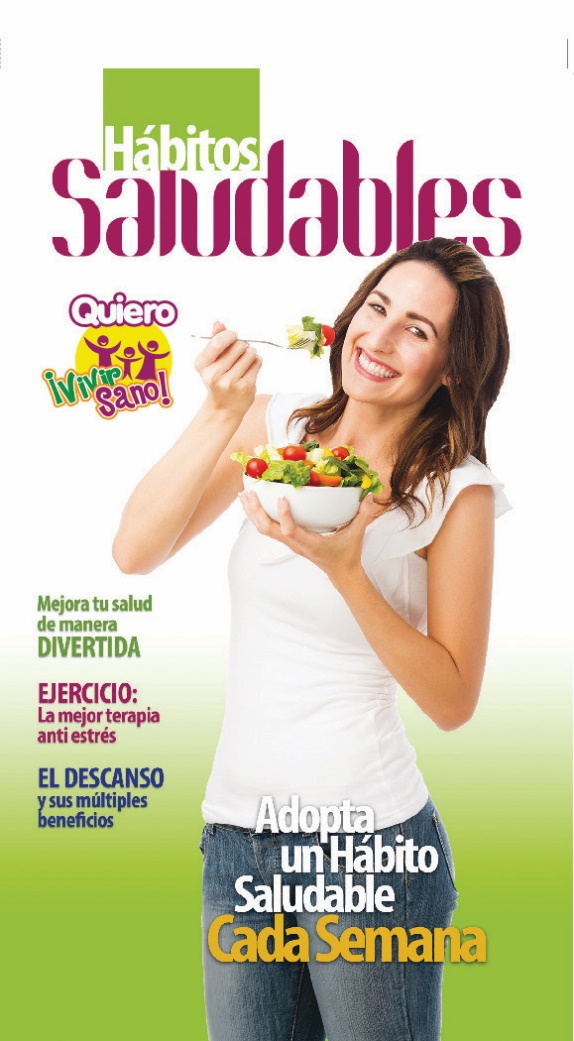 Hábitos
Saludables
Quiero
¡Vivir
Sano!
Mejora tu salud
de manera
DIVERTIDA
EJERCICIO:
La mejor terapia
anti estrés
EL DESCANSO
y sus múltiples
beneficios
Adopta
un Hábito
Saludable
Cada Semana